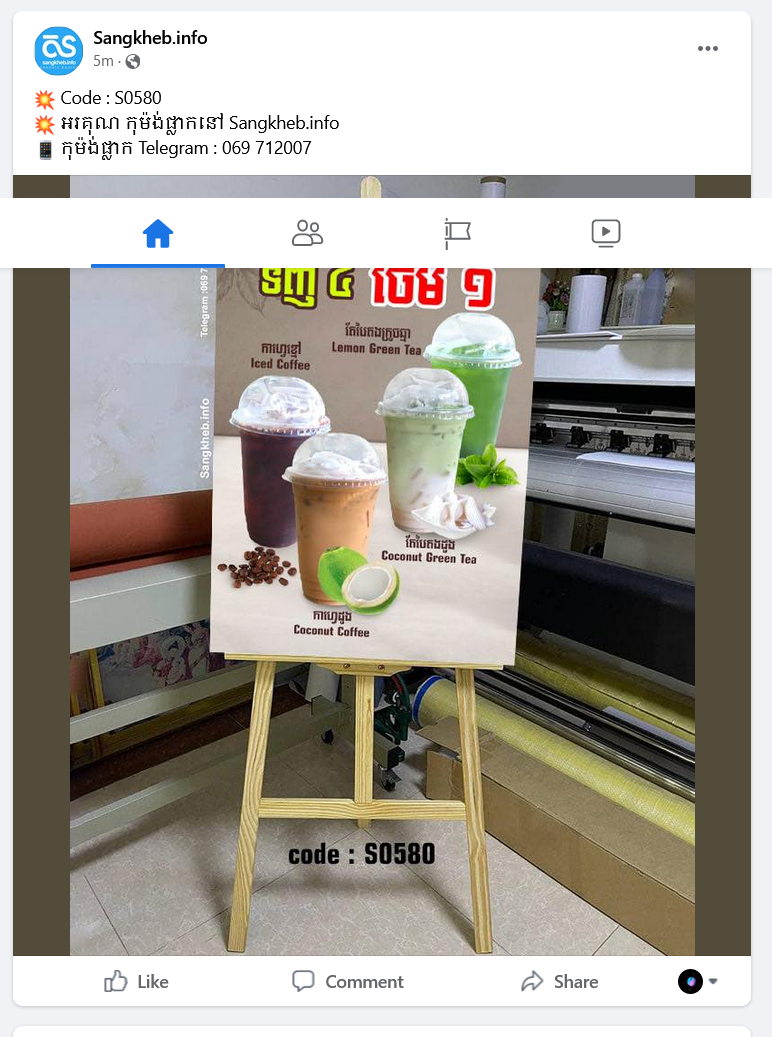 Sangkheb.info
5m ·
Code : S0580
អរគុណ កុម៉ង់ផ្លាកនៅ Sangkheb.info
កុម៉ង់ផ្លាក Telegram : 069 712007
ទិញ ៤ ថែម ១
Telegram :069 7
តែបៃតងក្រូចឆ្មា
Lemon Green Tea
ការហ្វេខ្មៅ
Iced Coffee
Sangkheb.info
តែបៃតងដូង
Coconut Green Tea
ការហ្វេដូង
Coconut Coffee
code : S0580
Like
Comment
Share